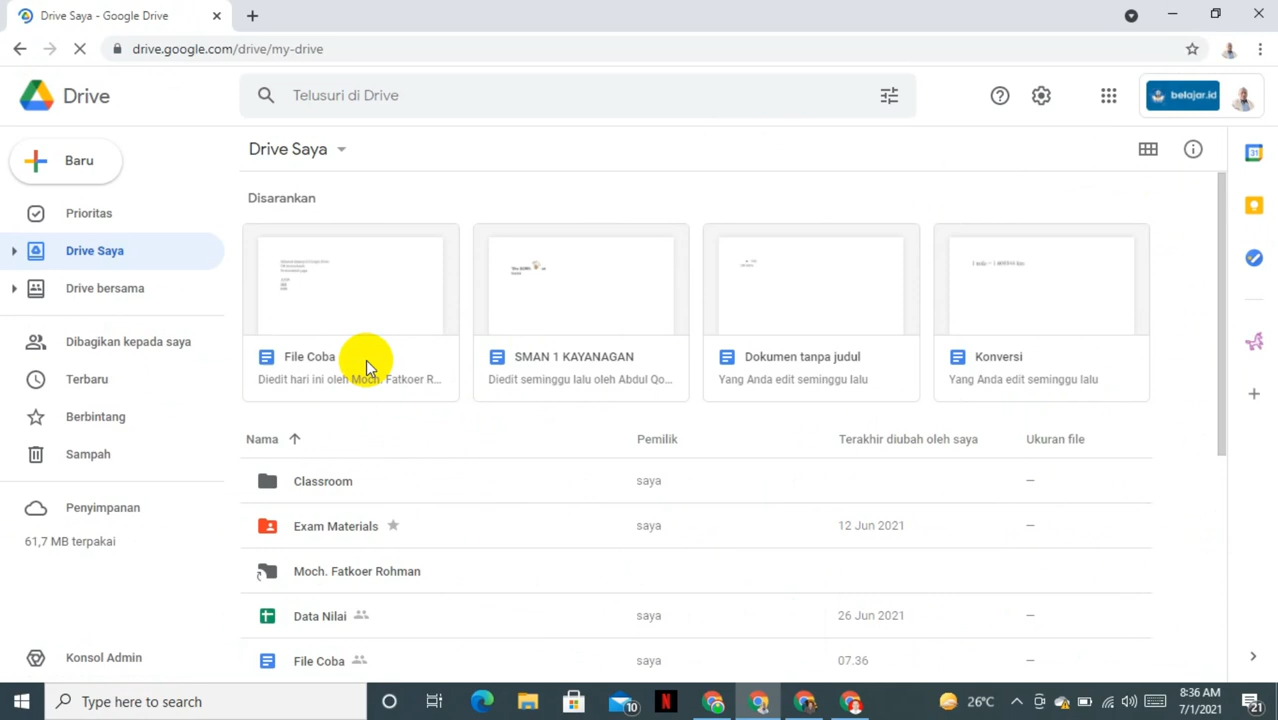 Drive Saya - Google Drive
drive.google.com/drive/my-drive
Drive
Telusuri di Drive
belajar.id
Baru
Drive Saya
Prioritas
Drive Saya
Drive bersama
Dibagikan kepada saya
Terbaru
Berbintang
Sampah
Penyimpanan
61,7 MB terpakai
Konsol Admin
Disarankan
File Coba
Diedit hari ini oleh Moch. Fatkoer R...
SMAN 1 KAYANAGAN
Diedit seminggu lalu oleh Abdul Qo...
Dokumen tanpa judul
Yang Anda edit seminggu lalu
Konversi
Yang Anda edit seminggu lalu
Nama Pemilik Terakhir diubah oleh saya Ukuran file
Classroom saya —
Exam Materials saya 12 Jun 2021 —
Moch. Fatkoer Rohman
Data Nilai saya 26 Jun 2021 —
File Coba saya 07.36 —
31
Type here to search
10
26°C
8:36 AM
7/1/2021
21